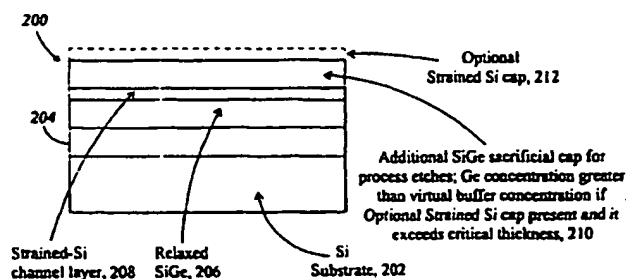 200
Optional
Strained Si cap, 212
204
Additional SiGe sacrificial cap for
process etches; Ge concentration greater
than virtual buffer concentration if
Optional Strained Si cap present and it
exceeds critical thickness, 210
Strained-Si
channel layer, 208
Relaxed
SiGe, 206
Si
Substrate, 202